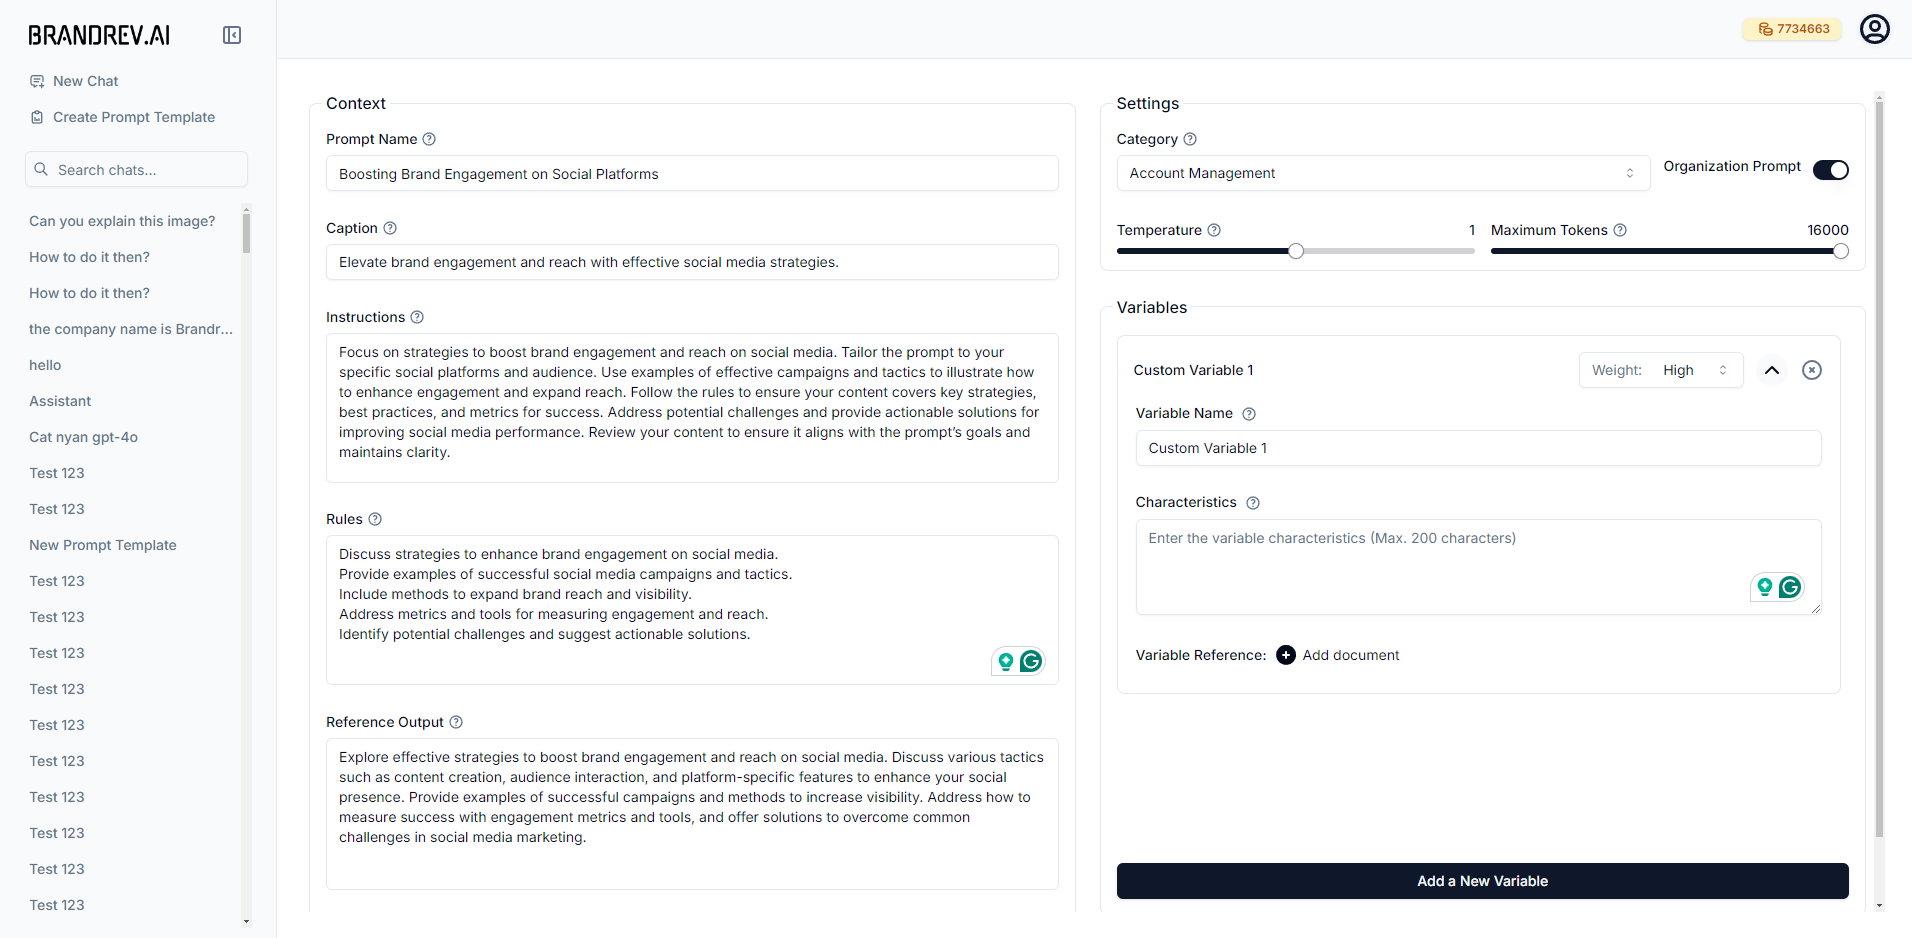 BRANDREV.AI
New Chat
Create Prompt Template
Search chats...
Can you explain this image?
How to do it then?
How to do it then?
the company name is Brandr...
hello
Assistant
Cat nyan gpt-4o
Test 123
Test 123
New Prompt Template
Test 123
Test 123
Test 123
Test 123
Test 123
Test 123
Test 123
Test 123
Test 123
Test 123
7734663
Context
Prompt Name
Boosting Brand Engagement on Social Platforms
Caption
Elevate brand engagement and reach with effective social media strategies.
Instructions
Focus on strategies to boost brand engagement and reach on social media. Tailor the prompt to your
specific social platforms and audience. Use examples of effective campaigns and tactics to illustrate how
to enhance engagement and expand reach. Follow the rules to ensure your content covers key strategies,
best practices, and metrics for success. Address potential challenges and provide actionable solutions for
improving social media performance. Review your content to ensure it aligns with the prompt’s goals and
maintains clarity.
Rules
Discuss strategies to enhance brand engagement on social media.
Provide examples of successful social media campaigns and tactics.
Include methods to expand brand reach and visibility.
Address metrics and tools for measuring engagement and reach.
Identify potential challenges and suggest actionable solutions.
Reference Output
Explore effective strategies to boost brand engagement and reach on social media. Discuss various tactics
such as content creation, audience interaction, and platform-specific features to enhance your social
presence. Provide examples of successful campaigns and methods to increase visibility. Address how to
measure success with engagement metrics and tools, and offer solutions to overcome common
challenges in social media marketing.
Settings
Category
Account Management
Organization Prompt
Temperature 1
Maximum Tokens 16000
Variables
Custom Variable 1
Weight: High
Variable Name
Custom Variable 1
Characteristics
Enter the variable characteristics (Max. 200 characters)
Variable Reference: Add document
Add a New Variable